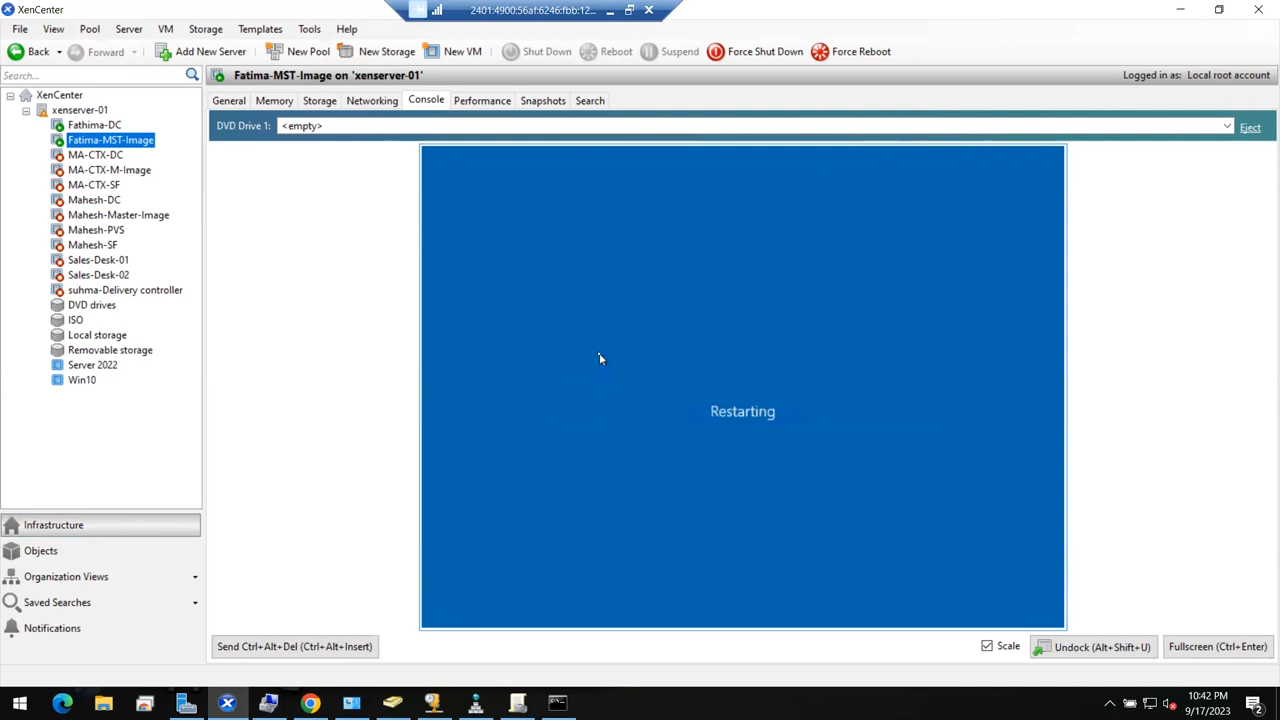 XenCenter
2401:4900:56af:6246:fbb:12...
File View Pool Server VM Storage Templates Tools Help
Back Forward Add New Server New Pool New Storage New VM Shut Down Reboot Suspend Force Shut Down Force Reboot
Search...
Fatima-MST-Image on 'xenserver-01'
Logged in as: Local root account
General Memory Storage Networking Console Performance Snapshots Search
DVD Drive 1: <empty> Eject
XenCenter
xenserver-01
Fathima-DC
Fatima-MST-Image
MA-CTX-DC
MA-CTX-M-Image
MA-CTX-SF
Mahesh-DC
Mahesh-Master-Image
Mahesh-PVS
Mahesh-SF
Sales-Desk-01
Sales-Desk-02
suhma-Delivery controller
DVD drives
ISO
Local storage
Removable storage
Server 2022
Win10
Restarting
Infrastructure
Objects
Organization Views
Saved Searches
Notifications
Send Ctrl+Alt+Del (Ctrl+Alt+Insert)
Scale
Undock (Alt+Shift+U)
Fullscreen (Ctrl+Enter)
10:42 PM
9/17/2023
2